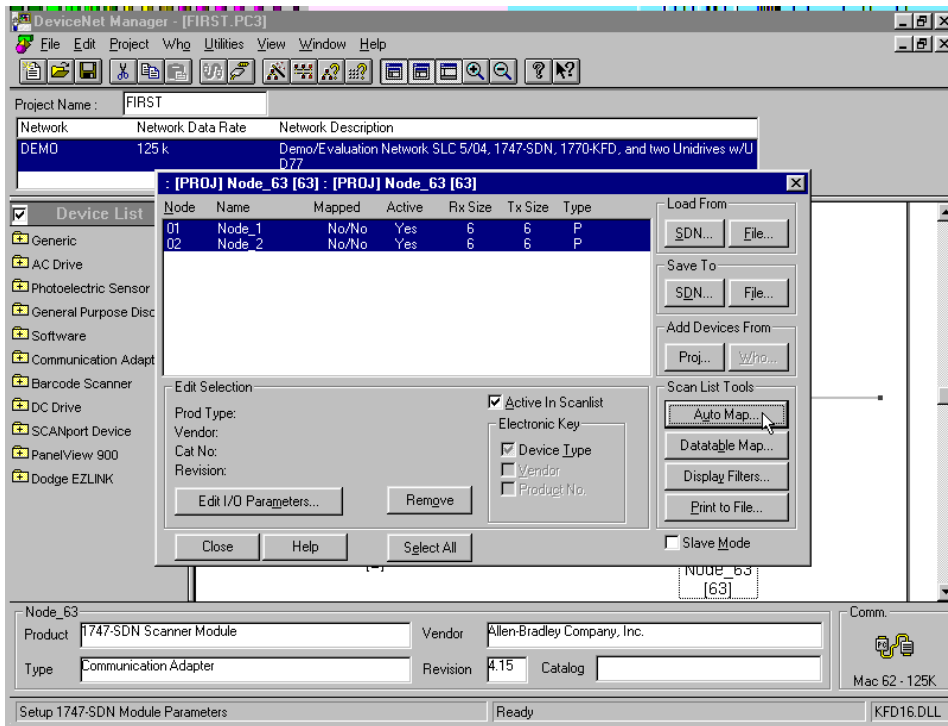 DeviceNet Manager - [FIRST.PC3]
File Edit Project Who Utilities View Window Help
Project Name : FIRST
Network Network Data Rate Network Description
DEMO 125 k Demo/Evaluation Network SLC 5/04, 1747-SDN, 1770-KFD, and two Unidrives w/U
D77
: [PROJ] Node_63 [63] : [PROJ] Node_63 [63]
Node Name Mapped Active Rx Size Tx Size Type
01 Node_1 No/No Yes 6 6 P
02 Node_2 No/No Yes 6 6 P
Load From
SDN... File...
Save To
SDN... File...
Add Devices From
Proj... Who...
Scan List Tools
Auto Map...
Datatable Map...
Display Filters...
Print to File...
Slave Mode
Edit Selection
Prod Type:
Vendor:
Cat No:
Revision:
Edit I/O Parameters...
Remove
Active In Scanlist
Electronic Key
Device Type
Vendor
Product No.
Close Help Select All
Device List
Generic
AC Drive
Photoelectric Sensor
General Purpose Disc
Software
Communication Adapt
Barcode Scanner
DC Drive
SCANport Device
PanelView 900
Dodge EZLINK
Node_63
[63]
Node_63
Product 1747-SDN Scanner Module Vendor Allen-Bradley Company, Inc.
Type Communication Adapter Revision 4.15 Catalog
Comm.
Mac 62 - 125K
Setup 1747-SDN Module Parameters Ready KFD16.DLL